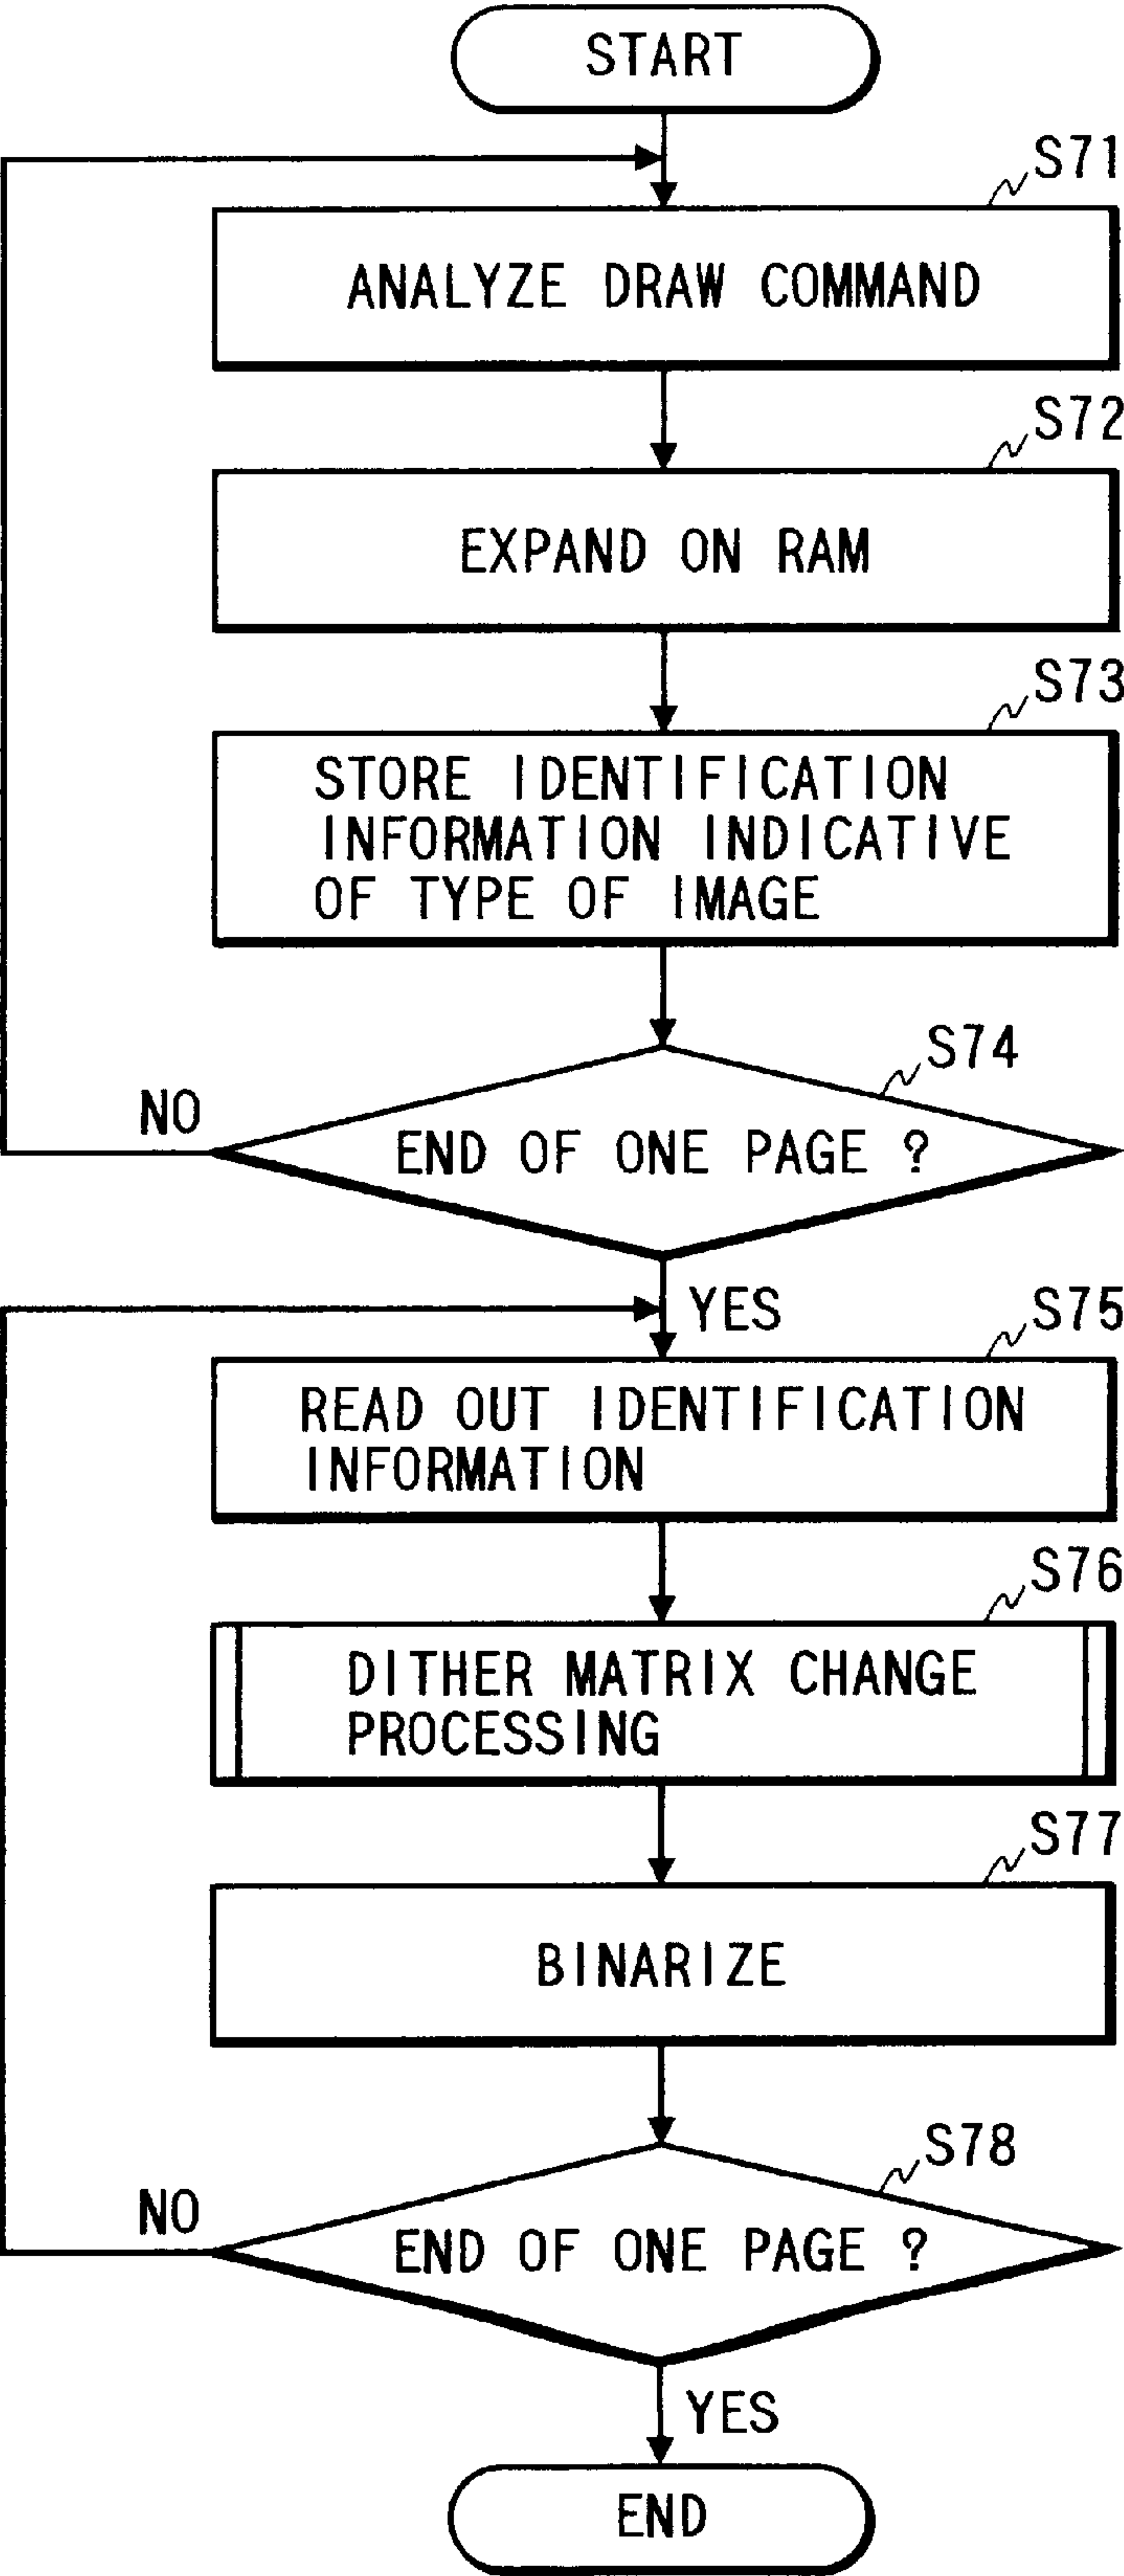 START
S71
ANALYZE DRAW COMMAND
S72
EXPAND ON RAM
S73
STORE IDENTIFICATION
INFORMATION INDICATIVE
OF TYPE OF IMAGE
S74
NO
END OF ONE PAGE ?
YES
S75
READ OUT IDENTIFICATION
INFORMATION
S76
DITHER MATRIX CHANGE
PROCESSING
S77
BINARIZE
S78
NO
END OF ONE PAGE ?
YES
END